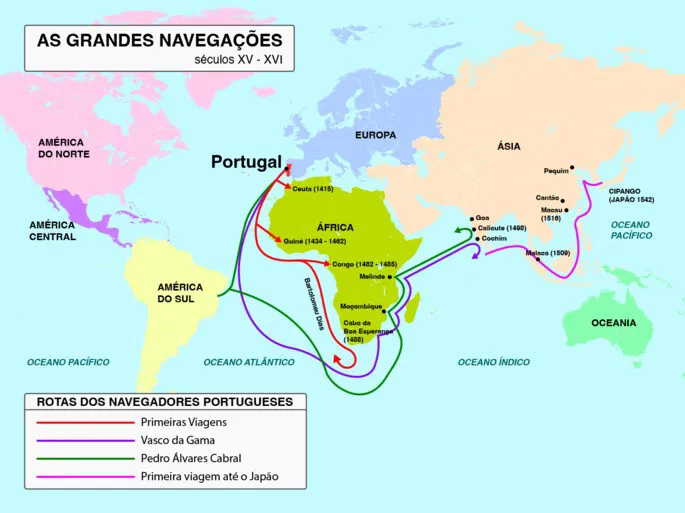 AS GRANDES NAVEGAÇÕES
séculos XV - XVI
AMÉRICA
DO NORTE
EUROPA
ÁSIA
Portugal
Pequim
Ceuta (1415)
CIPANGO
(JAPÃO 1542)
Cantão
Macau
(1516)
AMÉRICA
CENTRAL
ÁFRICA
Goa
Calicute (1498)
Cochim
OCEANO
PACÍFICO
Guiné (1434 - 1462)
Congo (1482 - 1485)
Malaca (1509)
Melinde
AMÉRICA
DO SUL
Bartolomeu Dias
Moçambique
Cabo da
Boa Esperança
(1488)
OCEANIA
OCEANO PACÍFICO
OCEANO ATLÂNTICO
OCEANO ÍNDICO
ROTAS DOS NAVEGADORES PORTUGUESES
Primeiras Viagens
Vasco da Gama
Pedro Álvares Cabral
Primeira viagem até o Japão